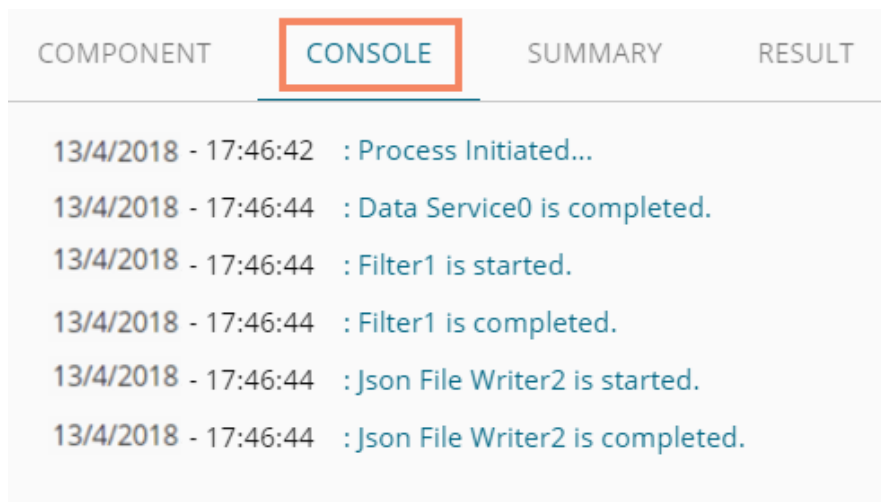 COMPONENT CONSOLE SUMMARY RESULT
13/4/2018 - 17:46:42 : Process Initiated...
13/4/2018 - 17:46:44 : Data Service0 is completed.
13/4/2018 - 17:46:44 : Filter1 is started.
13/4/2018 - 17:46:44 : Filter1 is completed.
13/4/2018 - 17:46:44 : Json File Writer2 is started.
13/4/2018 - 17:46:44 : Json File Writer2 is completed.